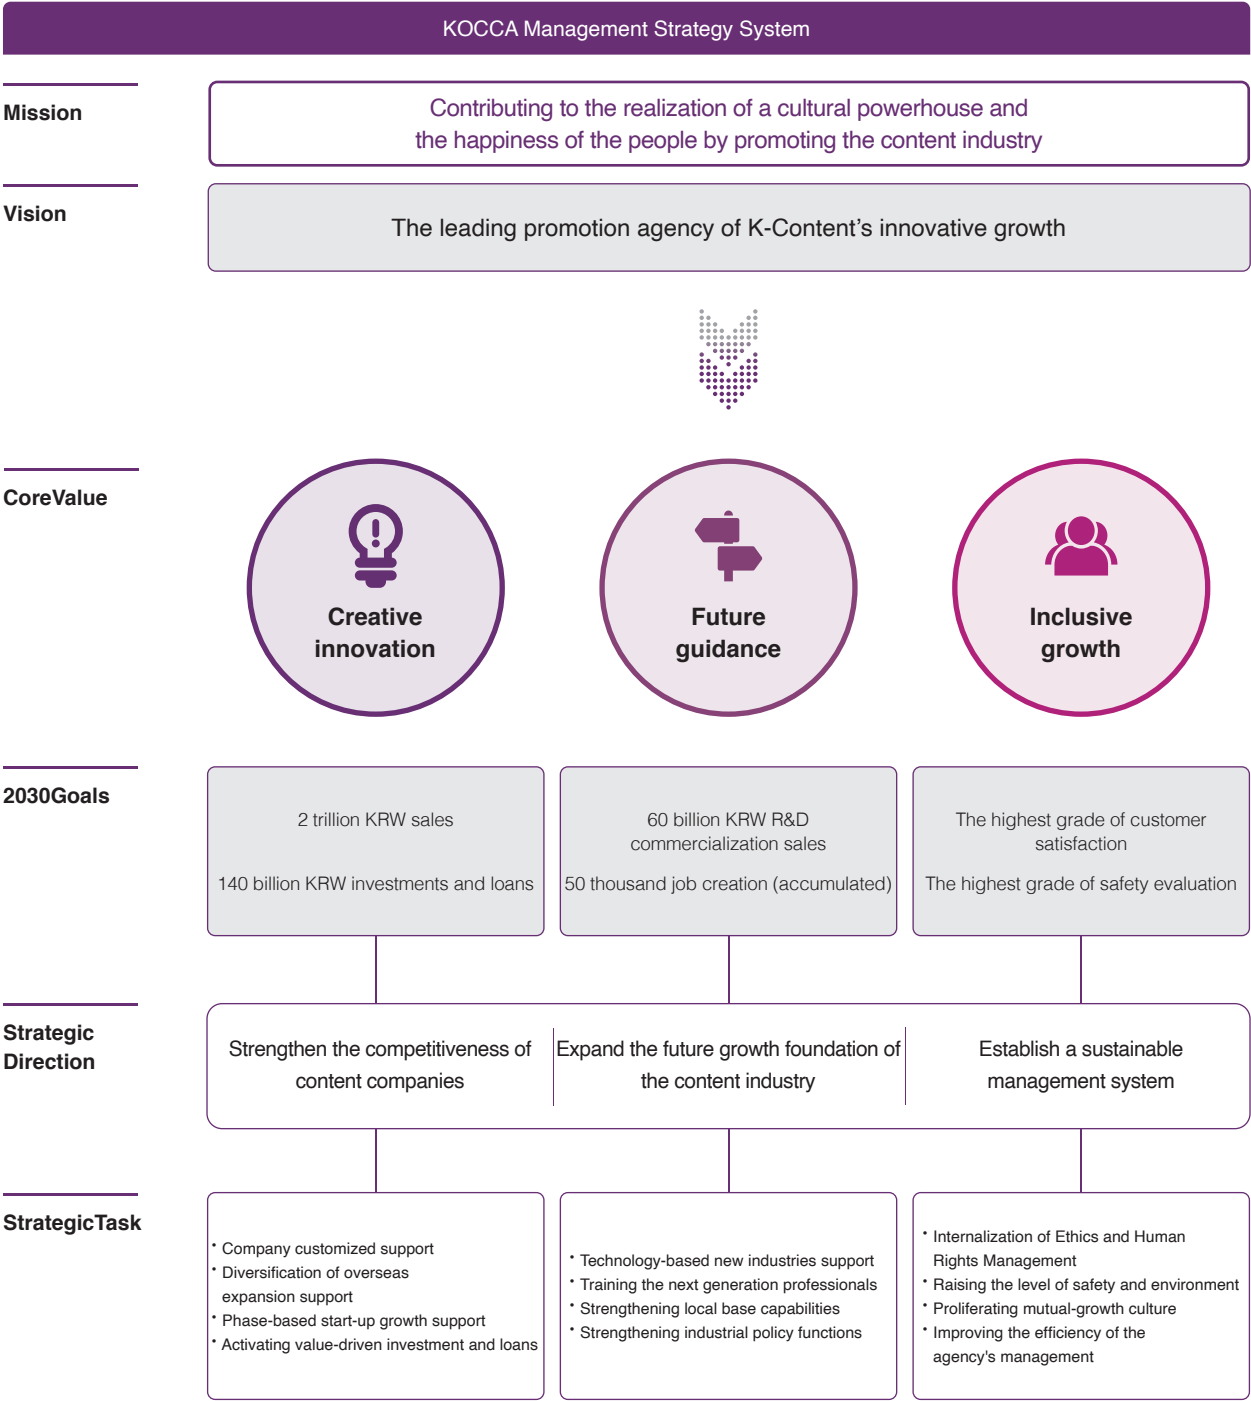 KOCCA Management Strategy System
Mission
Contributing to the realization of a cultural powerhouse and
the happiness of the people by promoting the content industry
Vision
The leading promotion agency of K-Content’s innovative growth
CoreValue
Creative
innovation
Future
guidance
Inclusive
growth
2030Goals
2 trillion KRW sales
140 billion KRW investments and loans
60 billion KRW R&D
commercialization sales
50 thousand job creation (accumulated)
The highest grade of customer
satisfaction
The highest grade of safety evaluation
Strategic
Direction
Strengthen the competitiveness of
content companies
Expand the future growth foundation of
the content industry
Establish a sustainable
management system
StrategicTask
• Company customized support
• Diversification of overseas
expansion support
• Phase-based start-up growth support
• Activating value-driven investment and loans
• Technology-based new industries support
• Training the next generation professionals
• Strengthening local base capabilities
• Strengthening industrial policy functions
• Internalization of Ethics and Human
Rights Management
• Raising the level of safety and environment
• Proliferating mutual-growth culture
• Improving the efficiency of the
agency's management